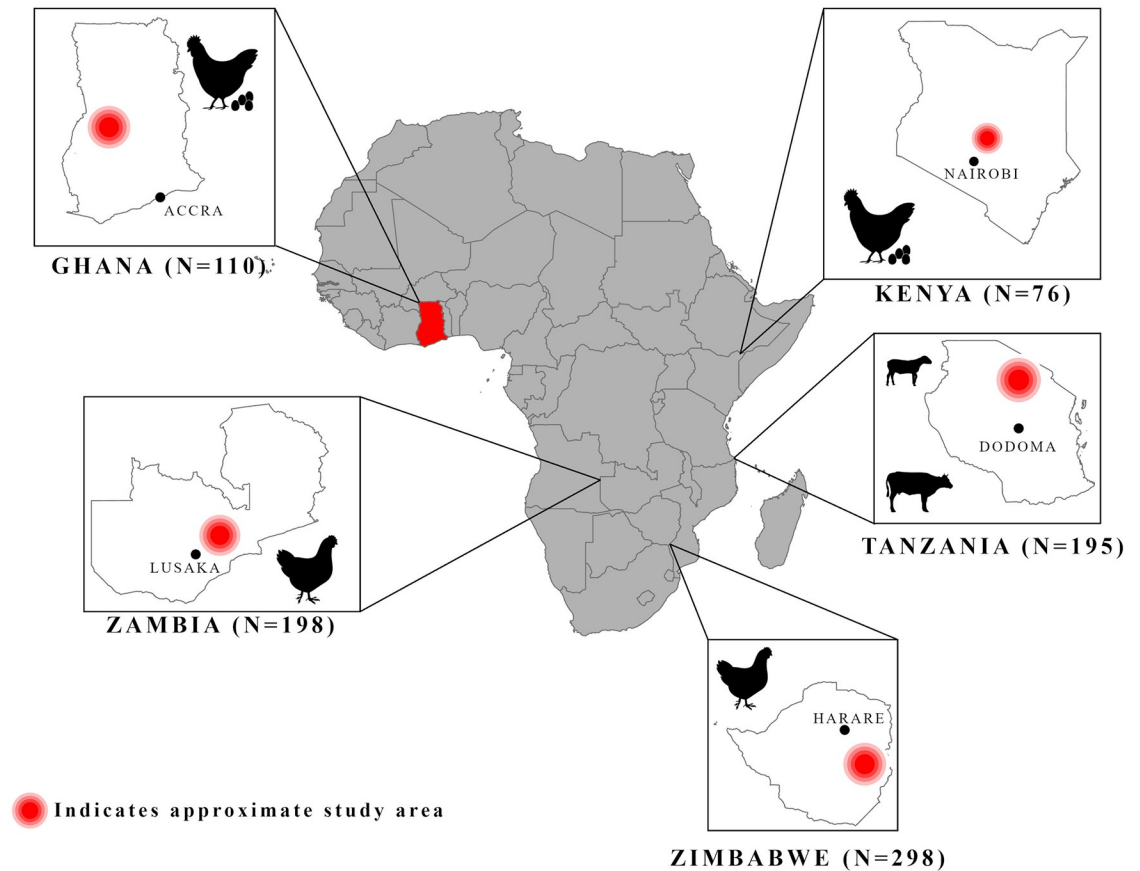 ACCRA
GHANA (N=110)
NAIROBI
KENYA (N=76)
DODOMA
TANZANIA (N=195)
LUSAKA
ZAMBIA (N=198)
HARARE
ZIMBABWE (N=298)
Indicates approximate study area